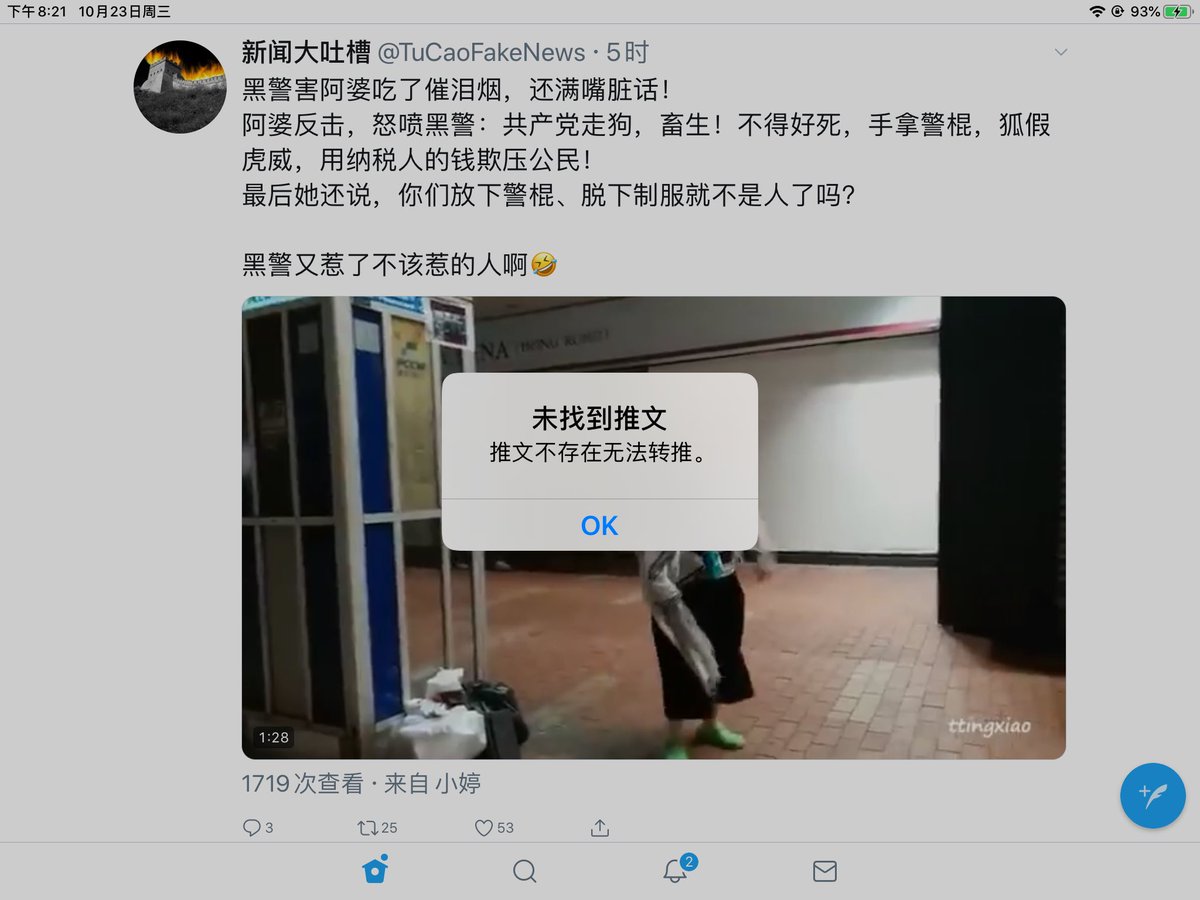 下午8:21 10月23日周三
93%
新闻大吐槽 @TuCaoFakeNews · 5时
黑警害阿婆吃了催泪烟，还满嘴脏话！
阿婆反击，怒喷黑警：共产党走狗，畜生！不得好死，手拿警棍，狐假
虎威，用纳税人的钱欺压公民！
最后她还说，你们放下警棍、脱下制服就不是人了吗？
黑警又惹了不该惹的人啊🤣
NA (HONG KONG)
PCCW
未找到推文
推文不存在无法转推。
OK
ttingxiao
1:28
1719次查看 · 来自 小婷
3
25
53
2